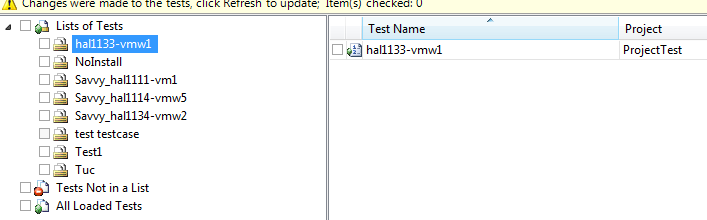 Changes were made to the tests, click Refresh to update; Item(s) checked: 0
Lists of Tests
hal1133-vmw1
NoInstall
Savvy_hal1111-vm1
Savvy_hal1114-vmw5
Savvy_hal1134-vmw2
test testcase
Test1
Tuc
Tests Not in a List
All Loaded Tests
Test Name Project
hal1133-vmw1 ProjectTest